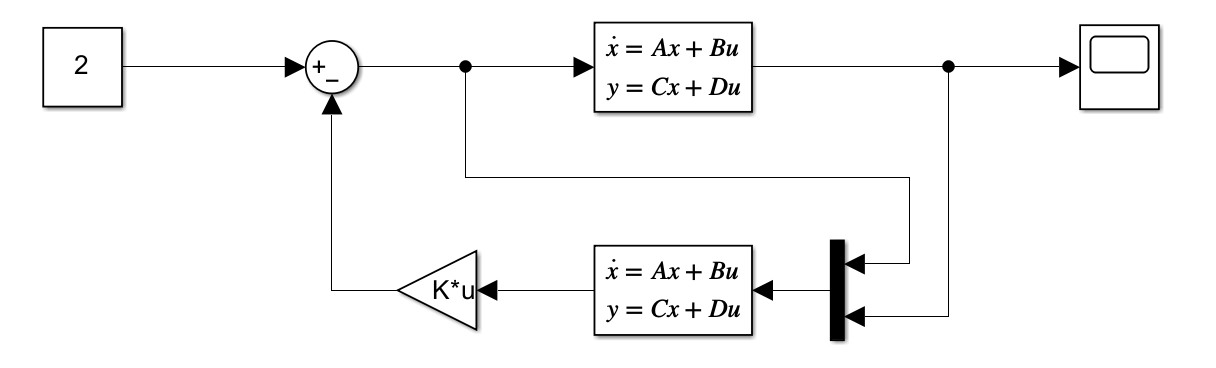 2
+
−
ẋ = Ax + Bu
y = Cx + Du
K*u
ẋ = Ax + Bu
y = Cx + Du